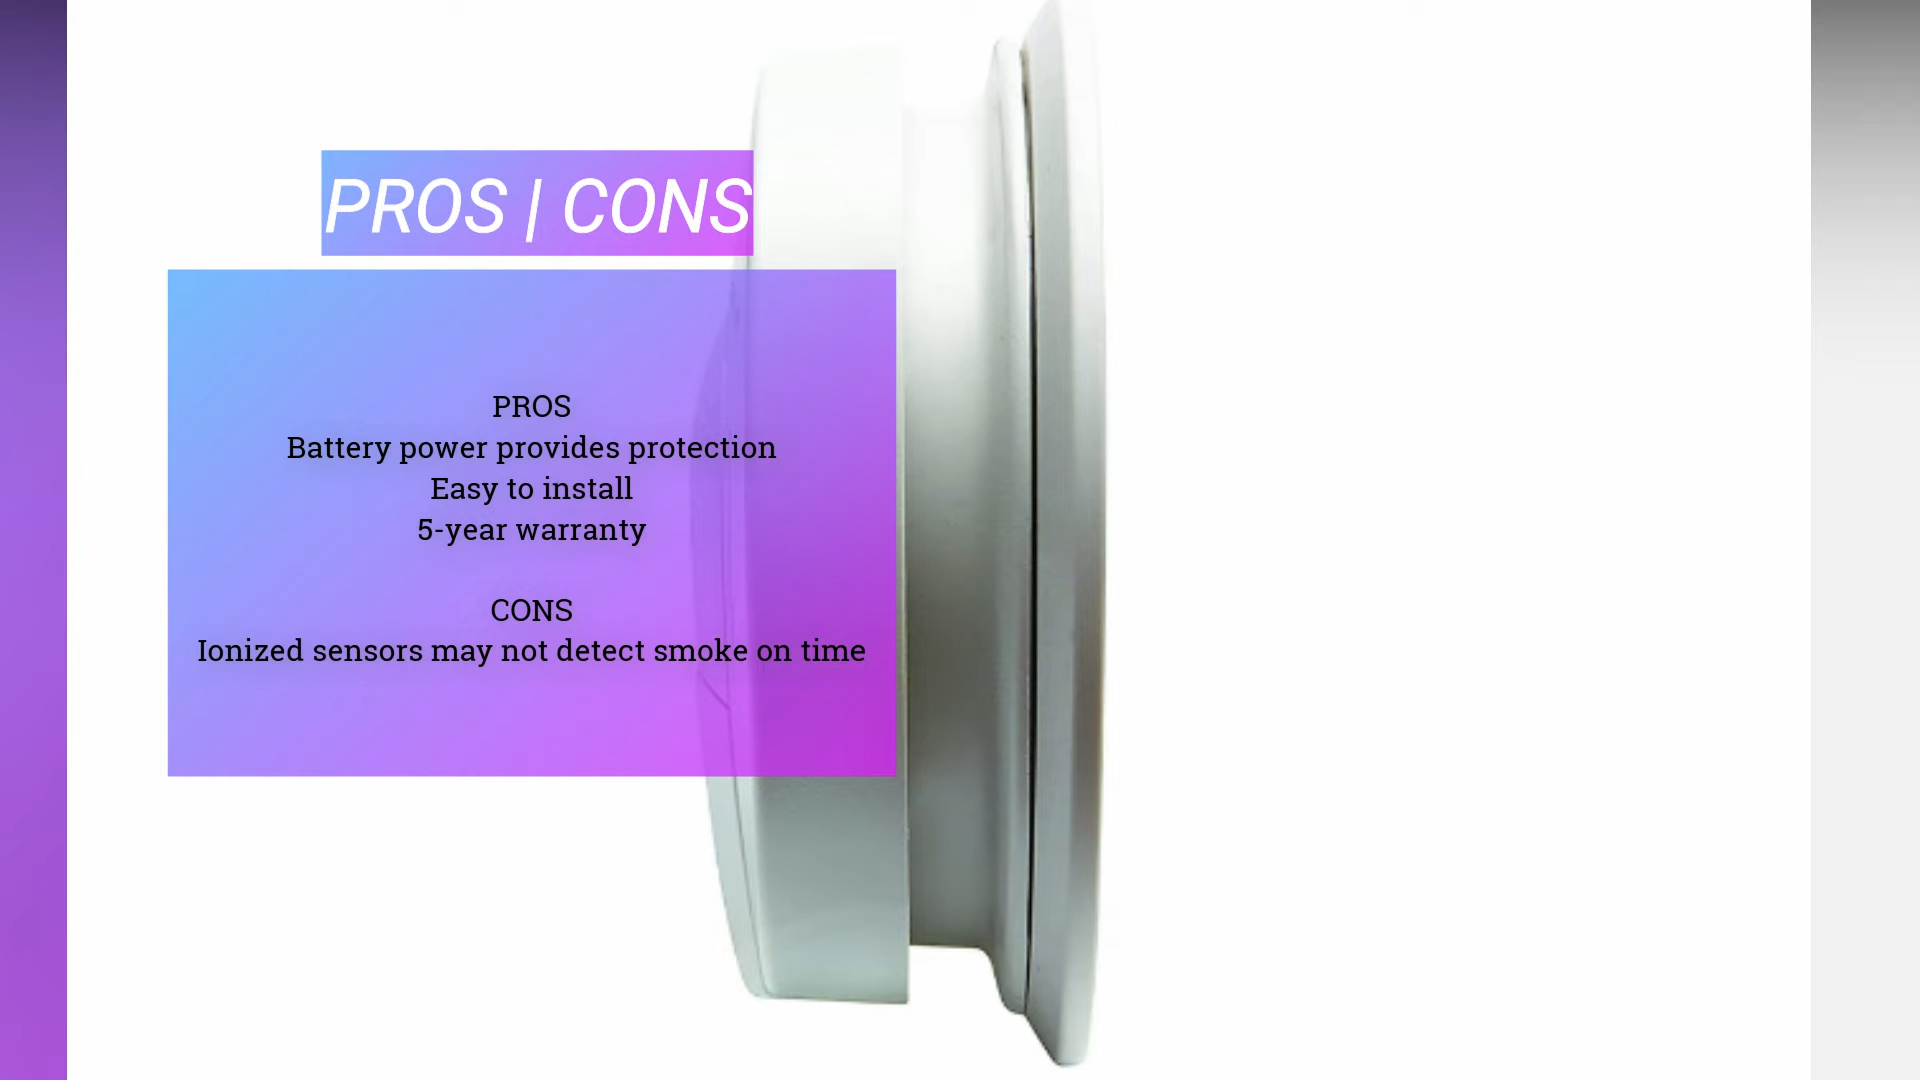 PROS | CONS
PROS
Battery power provides protection
Easy to install
5-year warranty
CONS
Ionized sensors may not detect smoke on time